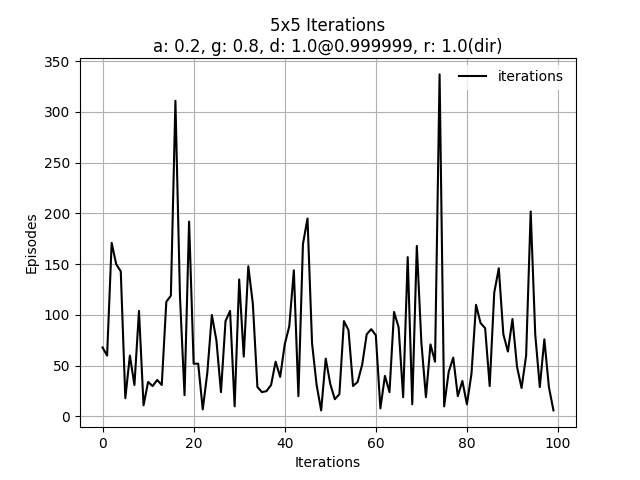 5x5 Iterations
a: 0.2, g: 0.8, d: 1.0@0.999999, r: 1.0(dir)
iterations
350
300
250
200
150
100
50
0
Episodes
0 20 40 60 80 100
Iterations